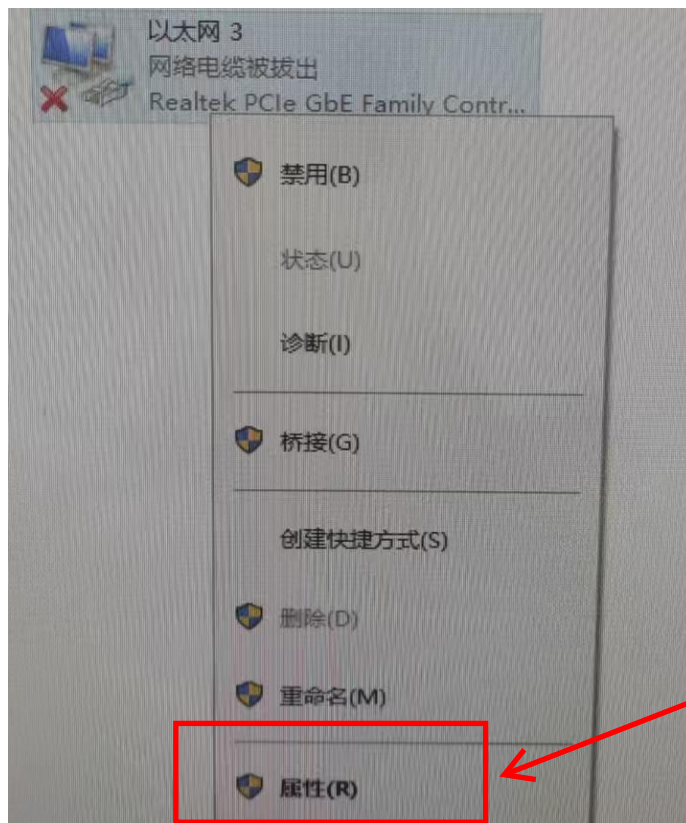 以太网 3
网络电缆被拔出
Realtek PCIe GbE Family Contr...
禁用(B)
状态(U)
诊断(I)
桥接(G)
创建快捷方式(S)
删除(D)
重命名(M)
属性(R)